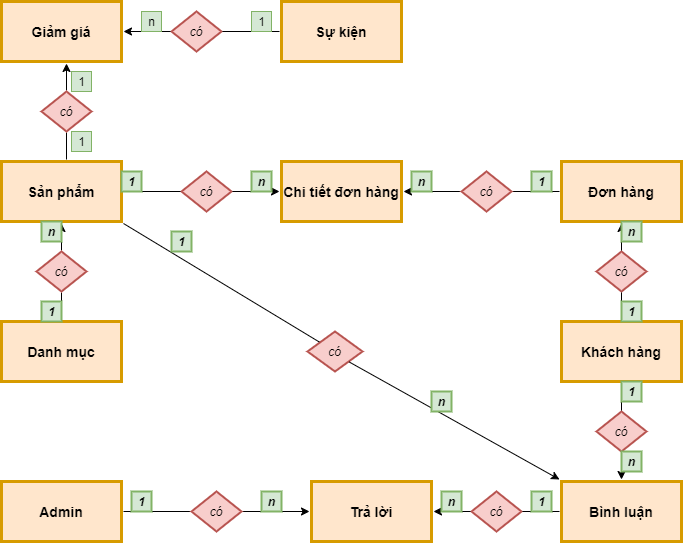 Giảm giá
n
có
1
Sự kiện
1
có
1
Sản phẩm
1
có
n
Chi tiết đơn hàng
n
có
1
Đơn hàng
n
1
n
có
có
1
1
Danh mục
có
Khách hàng
1
n
có
n
Admin
1
có
n
Trả lời
n
có
1
Bình luận